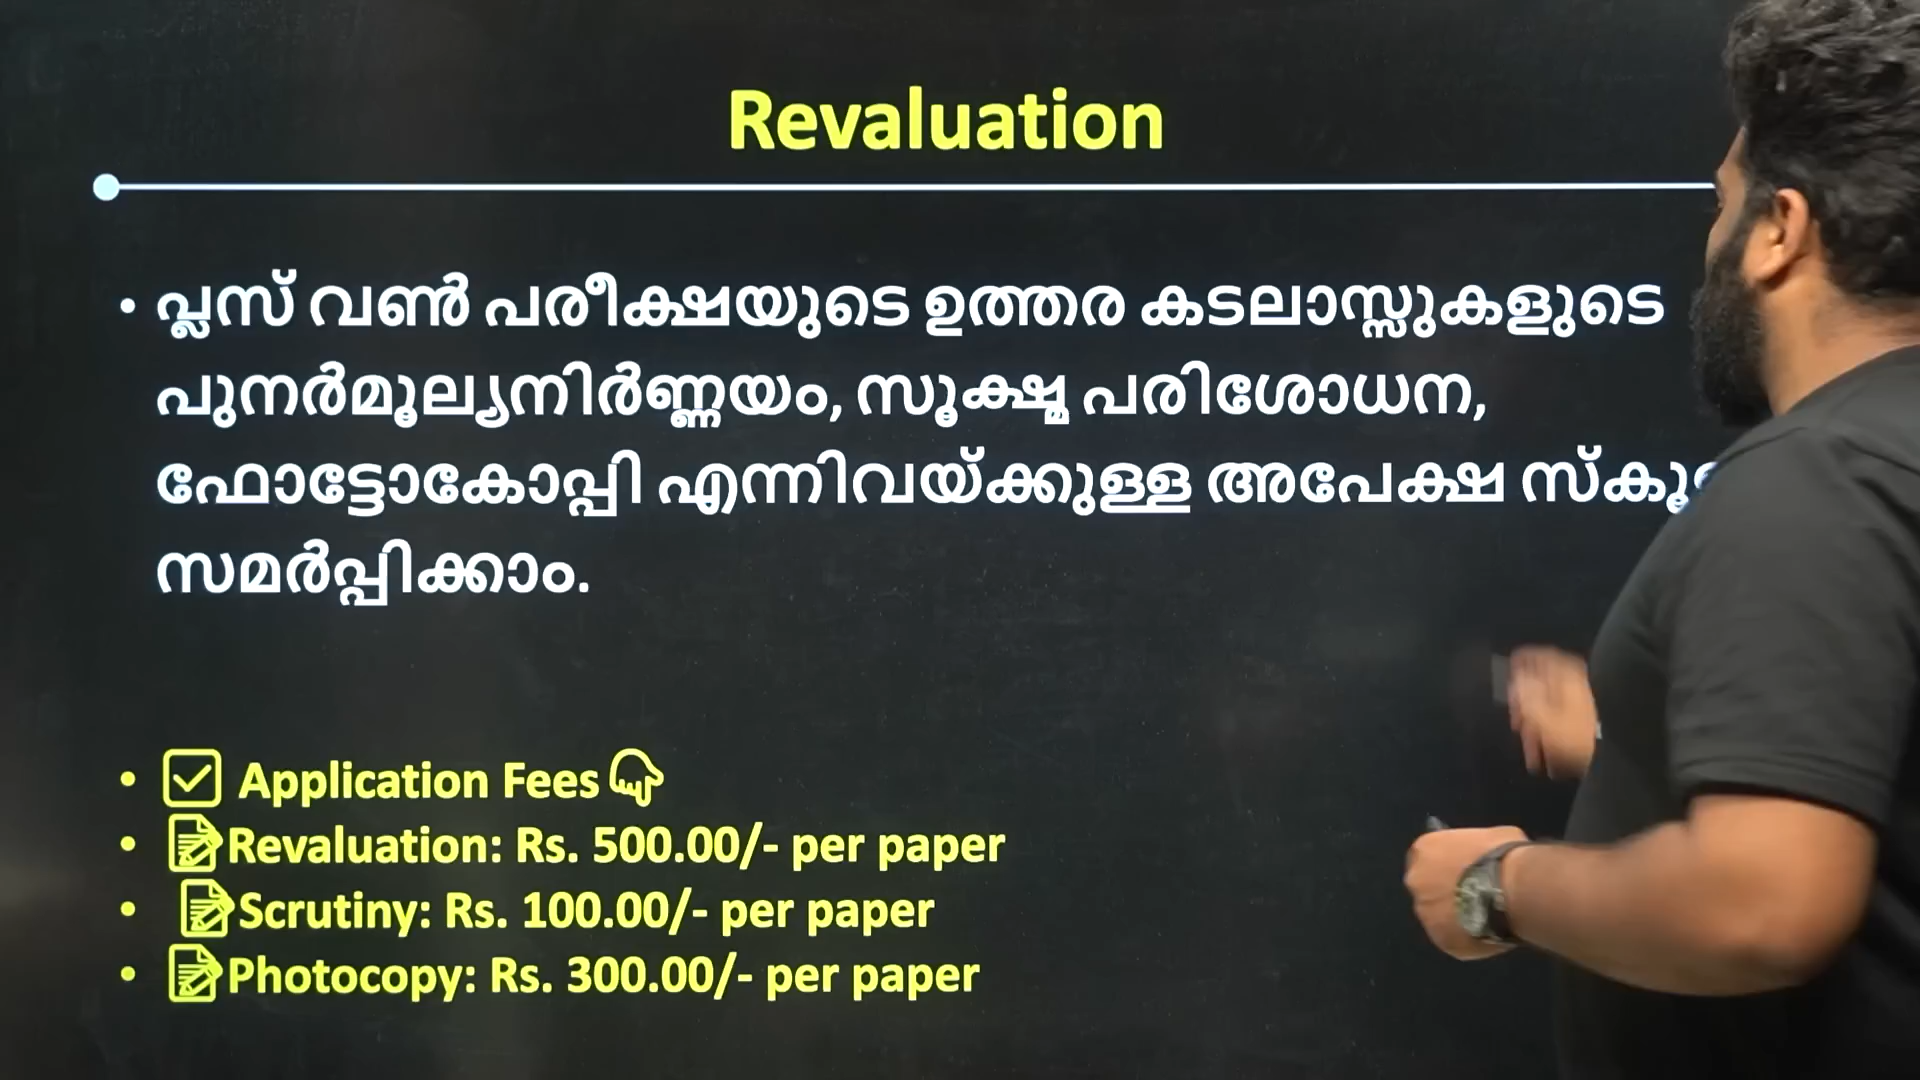 Revaluation
• പ്ലസ് വൺ പരീക്ഷയുടെ ഉത്തര കടലാസ്സുകളുടെ
പുനർമൂല്യനിർണ്ണയം, സൂക്ഷ്മ പരിശോധന,
ഫോട്ടോകോപ്പി എന്നിവയ്ക്കുള്ള അപേക്ഷ
സമർപ്പിക്കാം.
• Application Fees
• Revaluation: Rs. 500.00/- per paper
• Scrutiny: Rs. 100.00/- per paper
• Photocopy: Rs. 300.00/- per paper